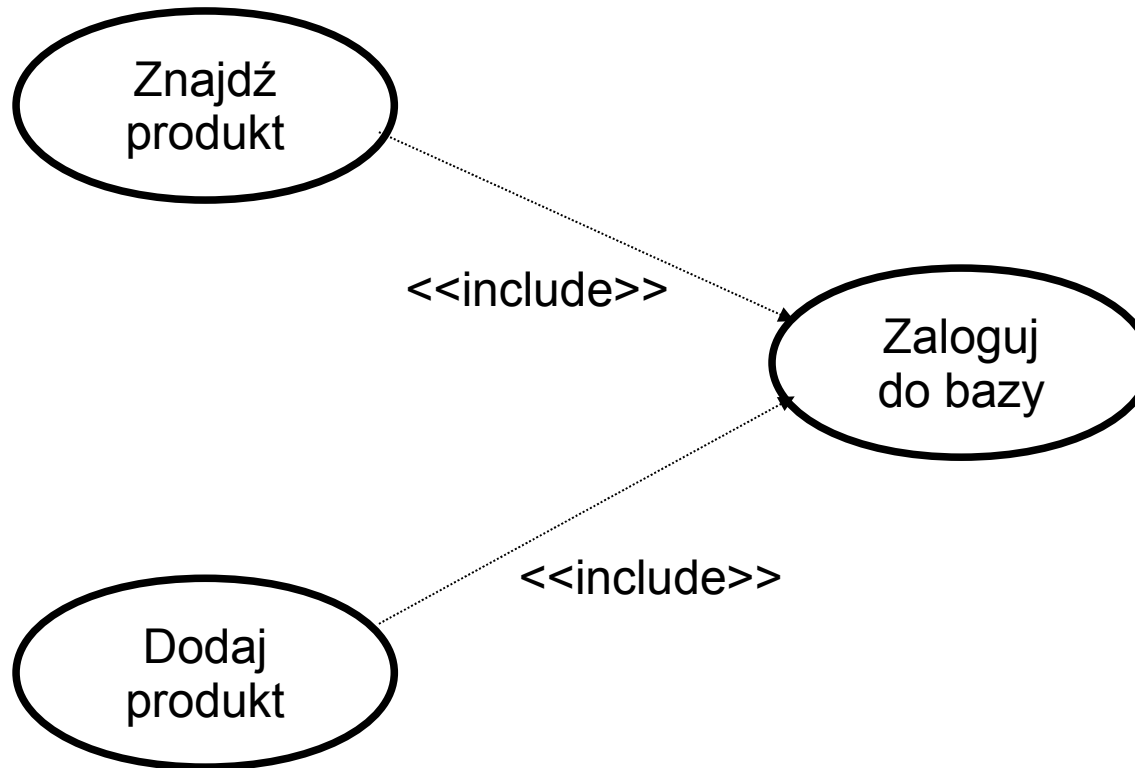 Znajdź
produkt
<<include>>
Zaloguj
do bazy
<<include>>
Dodaj
produkt